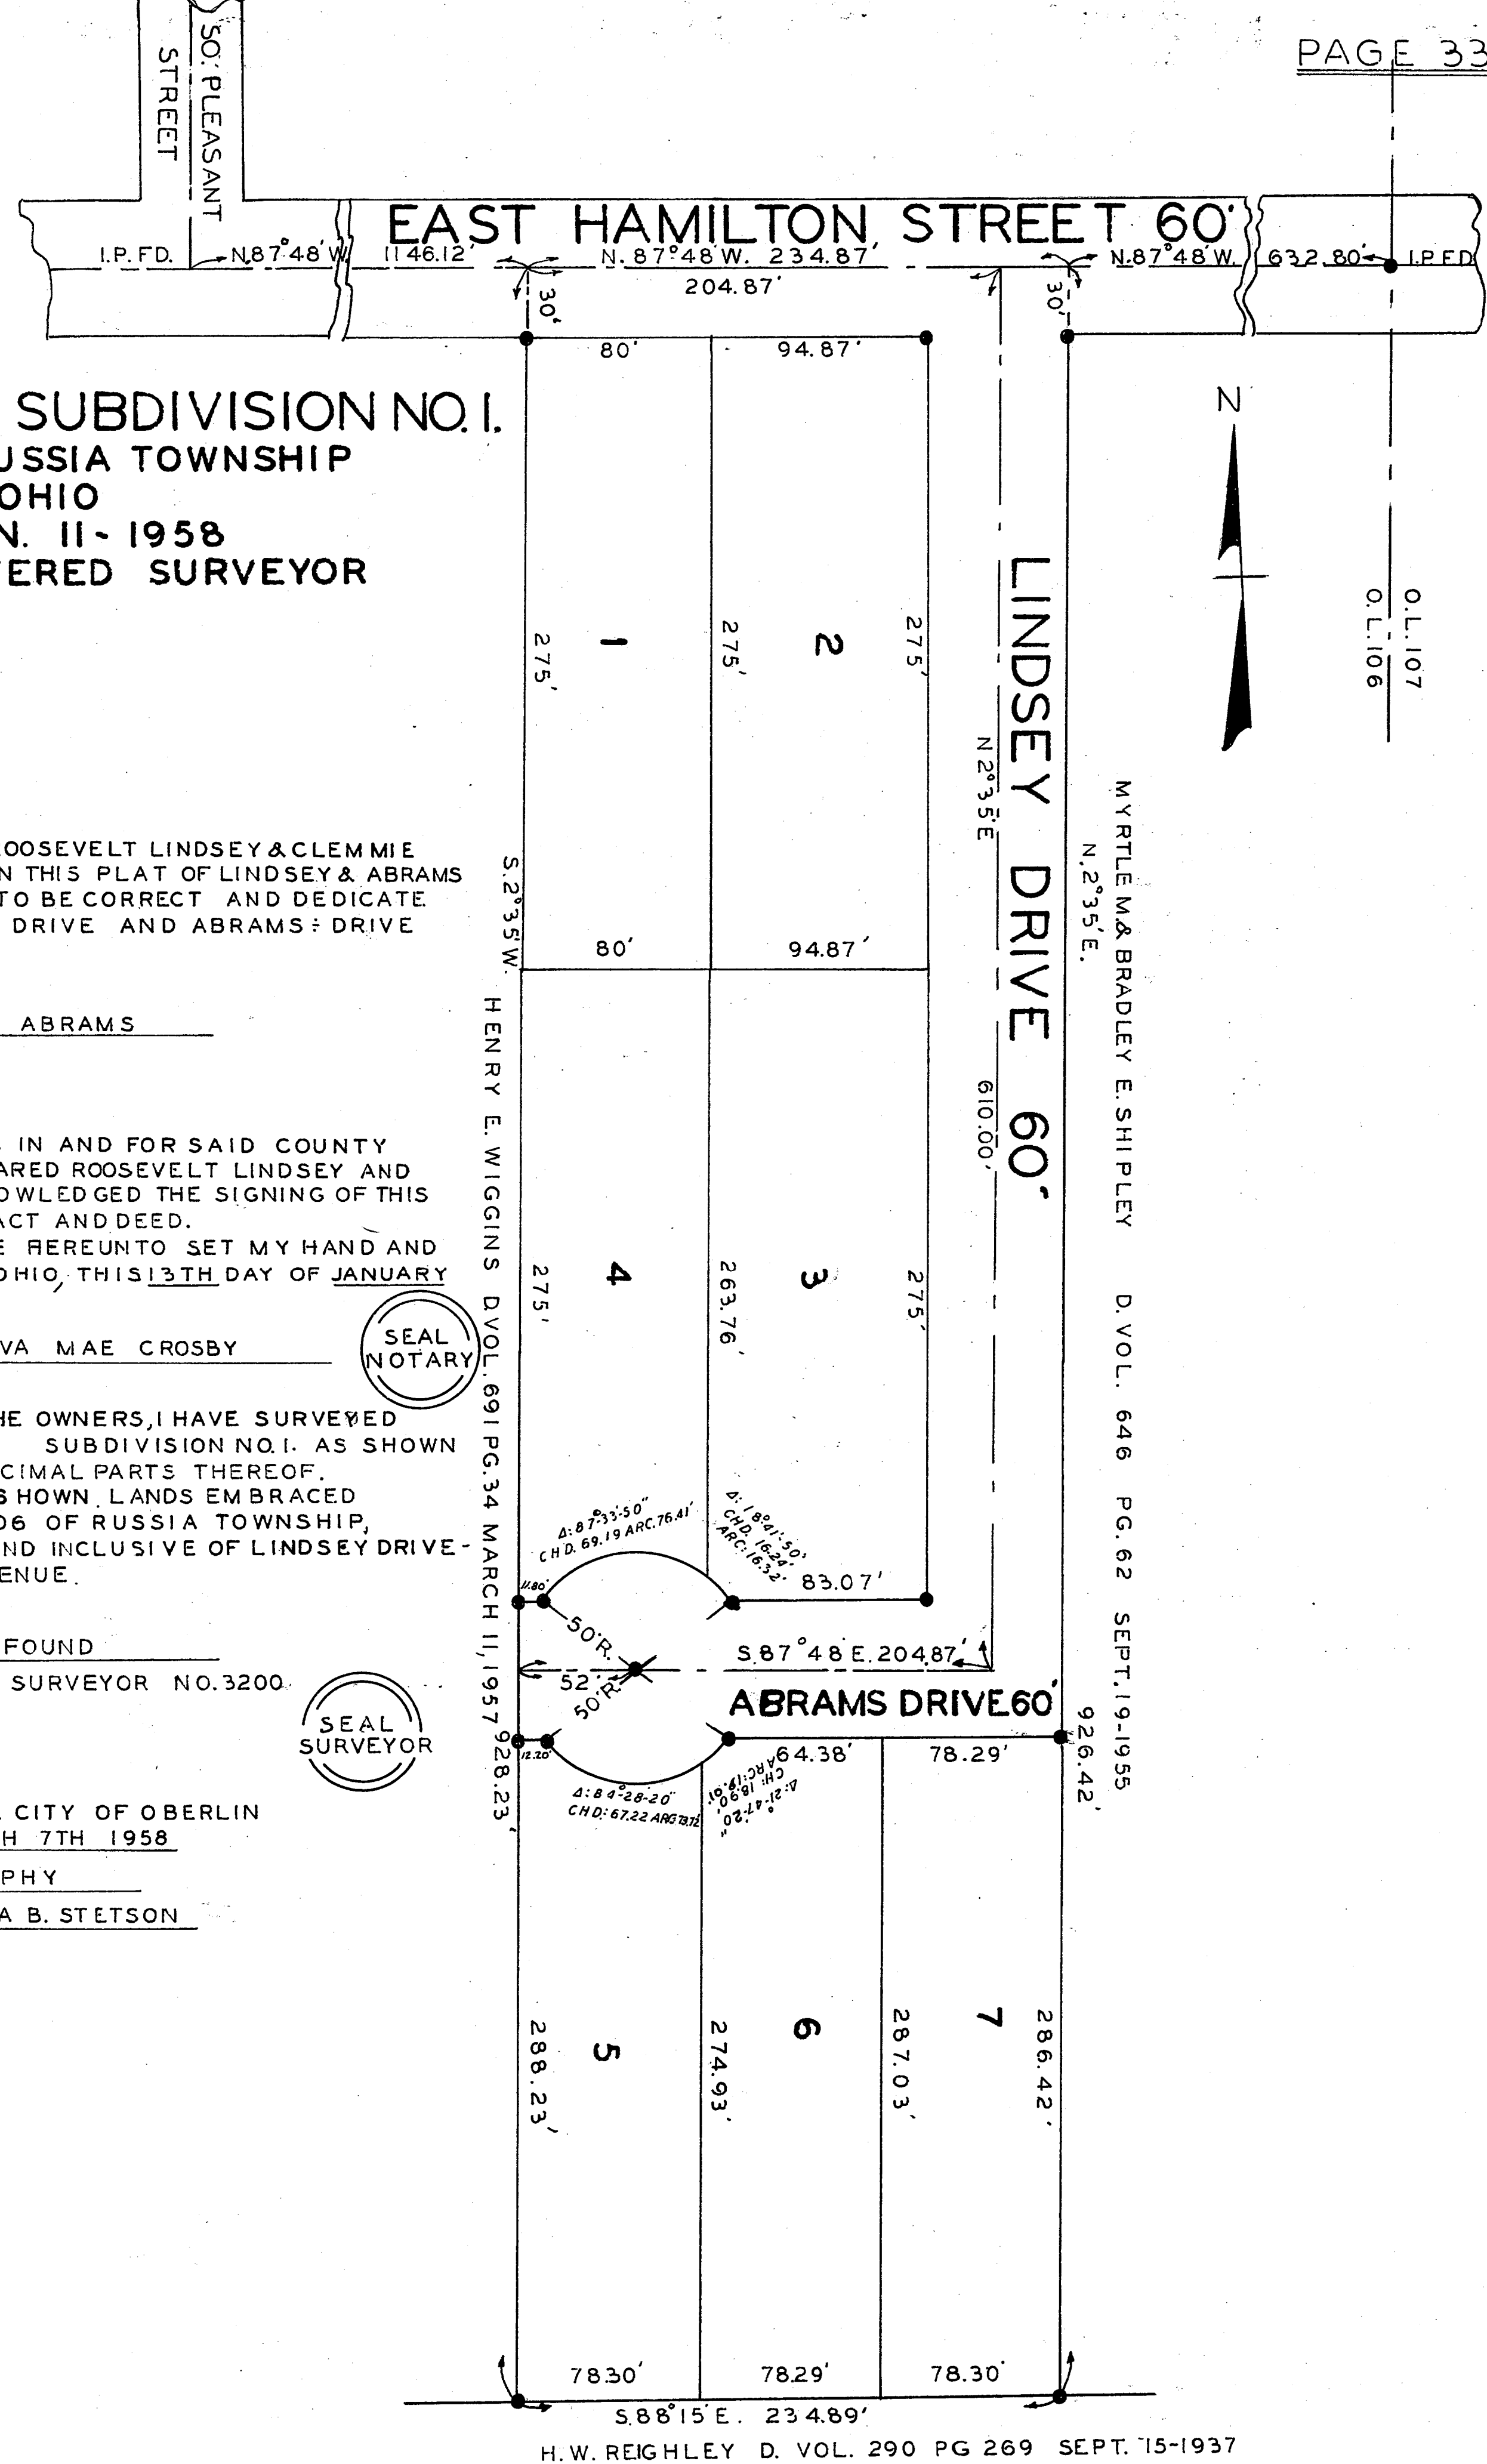 PAGE 33
SO. PLEASANT
STREET
EAST HAMILTON STREET 60'
I.P. FD.
N.87°48'W.
1146.12'
N. 87°48'W. 234.87'
N.87°48'W.
632.80'
I.P. FD.
204.87'
30'
30'
80'
94.87'
SUBDIVISION NO. 1.
USSIA TOWNSHIP
OHIO
N. 11-1958
ERED SURVEYOR
N
O.L. 107
O.L. 106
275'
1
275'
2
275'
LINDSEY DRIVE 60'
N 2°35'E
610.00'
N. 2°35'E.
MYRTLE M.& BRADLEY E. SHIPLEY D. VOL. 646 PG. 62 SEPT. 19-1955
926.42'
OOSEVELT LINDSEY & CLEMMIE
N THIS PLAT OF LINDSEY & ABRAMS
TO BE CORRECT AND DEDICATE
DRIVE AND ABRAMS DRIVE
ABRAMS
S. 2°35'W.
HENRY E. WIGGINS D VOL. 691 PG. 34 MARCH 11, 1957
928.23'
80'
94.87'
IN AND FOR SAID COUNTY
ARED ROOSEVELT LINDSEY AND
OWLEDGED THE SIGNING OF THIS
ACT AND DEED.
E HEREUNTO SET MY HAND AND
OHIO, THIS 13TH DAY OF JANUARY
VA MAE CROSBY
SEAL
NOTARY
275'
4
263.76'
3
275'
HE OWNERS, I HAVE SURVEYED
SUBDIVISION NO.1. AS SHOWN
CIMAL PARTS THEREOF.
SHOWN. LANDS EMBRACED
06 OF RUSSIA TOWNSHIP,
ND INCLUSIVE OF LINDSEY DRIVE-
ENUE.
FOUND
SURVEYOR NO. 3200
SEAL
SURVEYOR
Δ: 87°-33'-50"
CHD. 69.19 ARC. 76.41'
Δ: 18°41'-50"
CHD. 16.24'
ARC: 16.32'
11.80'
83.07'
50'R.
S.87°48'E. 204.87'
52'
50'R.
ABRAMS DRIVE 60'
12.20'
64.38'
78.29'
Δ: 84°-28'-20"
CHD: 67.22 ARC 73.72'
Δ: 21°-47'-20"
CH: 18.90'
ARC: 19.01'
CITY OF OBERLIN
H 7TH 1958
PHY
A B. STETSON
288.23'
5
274.93'
6
287.03'
7
286.42'
78.30'
78.29'
78.30'
S.88°15'E. 234.89'
H.W. REIGHLEY D. VOL. 290 PG 269 SEPT. 15-1937